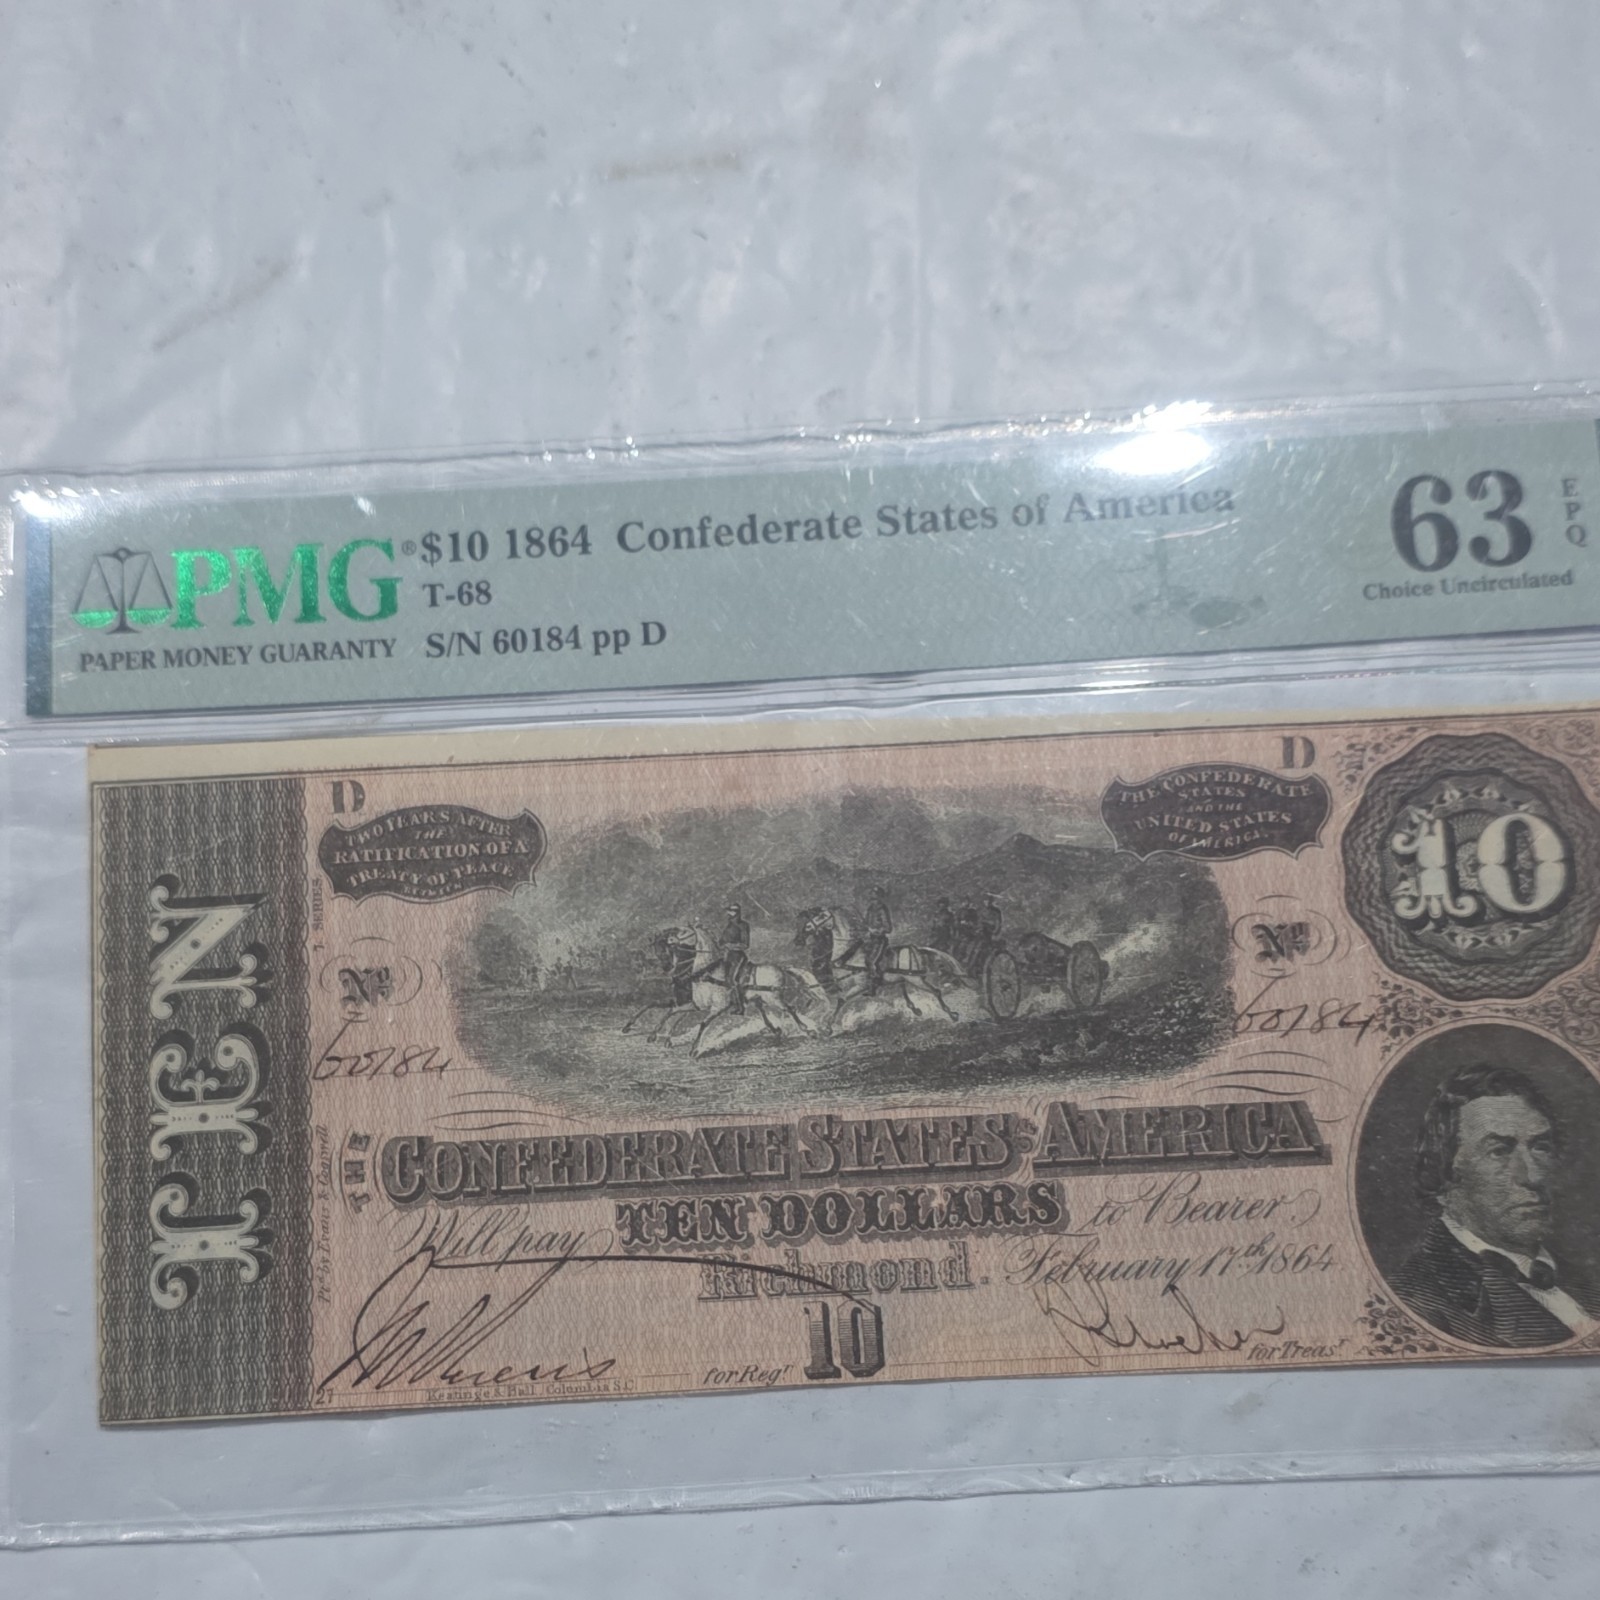 PMG® $10 1864 Confederate States of America
T-68
PAPER MONEY GUARANTY S/N 60184 pp D
63 EPQ
Choice Uncirculated
D D
TWO YEARS AFTER
THE
RATIFICATION OF A
TREATY OF PEACE
BETWEEN
THE CONFEDERATE
STATES
AND THE
UNITED STATES
OF AMERICA.
10
TEN
SERIES
No No
60184 60184
THE CONFEDERATE STATES OF AMERICA
Will pay TEN DOLLARS to Bearer.
Richmond. February 17th 1864
10
for Regr for Treasr
27 Keatinge & Ball, Columbia S.C.